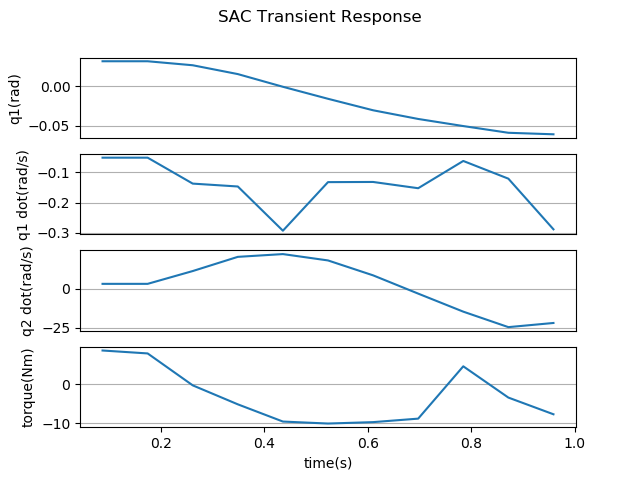 SAC Transient Response
q1(rad)
0.00
−0.05
q1 dot(rad/s)
−0.1
−0.2
−0.3
q2 dot(rad/s)
0
−25
torque(Nm)
0
−10
0.2 0.4 0.6 0.8 1.0
time(s)